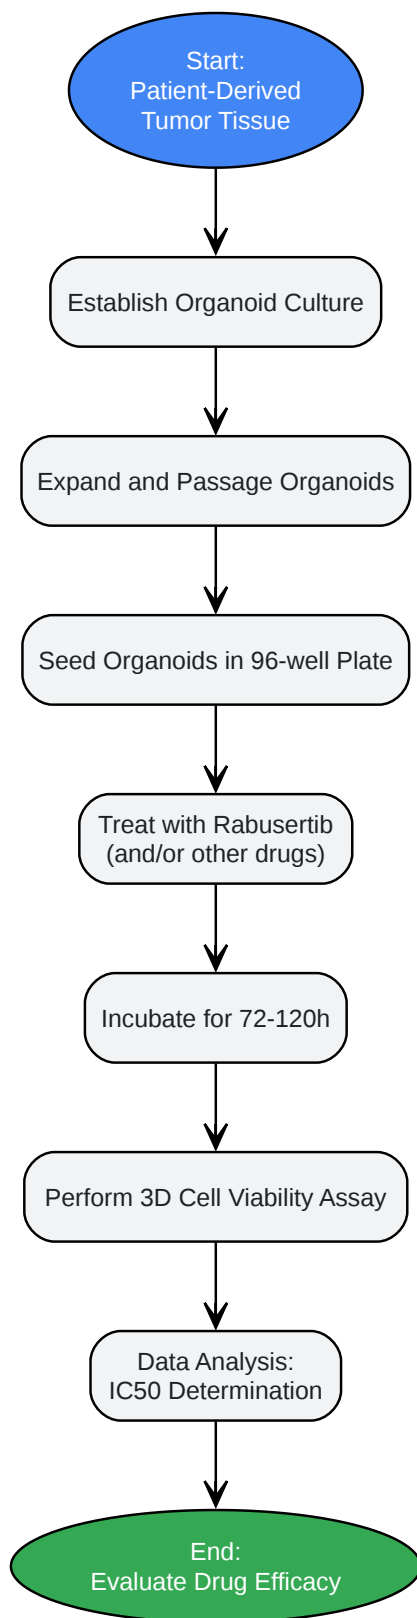 Start:
Patient-Derived
Tumor Tissue
Establish Organoid Culture
Expand and Passage Organoids
Seed Organoids in 96-well Plate
Treat with Rabusertib
(and/or other drugs)
Incubate for 72-120h
Perform 3D Cell Viability Assay
Data Analysis:
IC50 Determination
End:
Evaluate Drug Efficacy